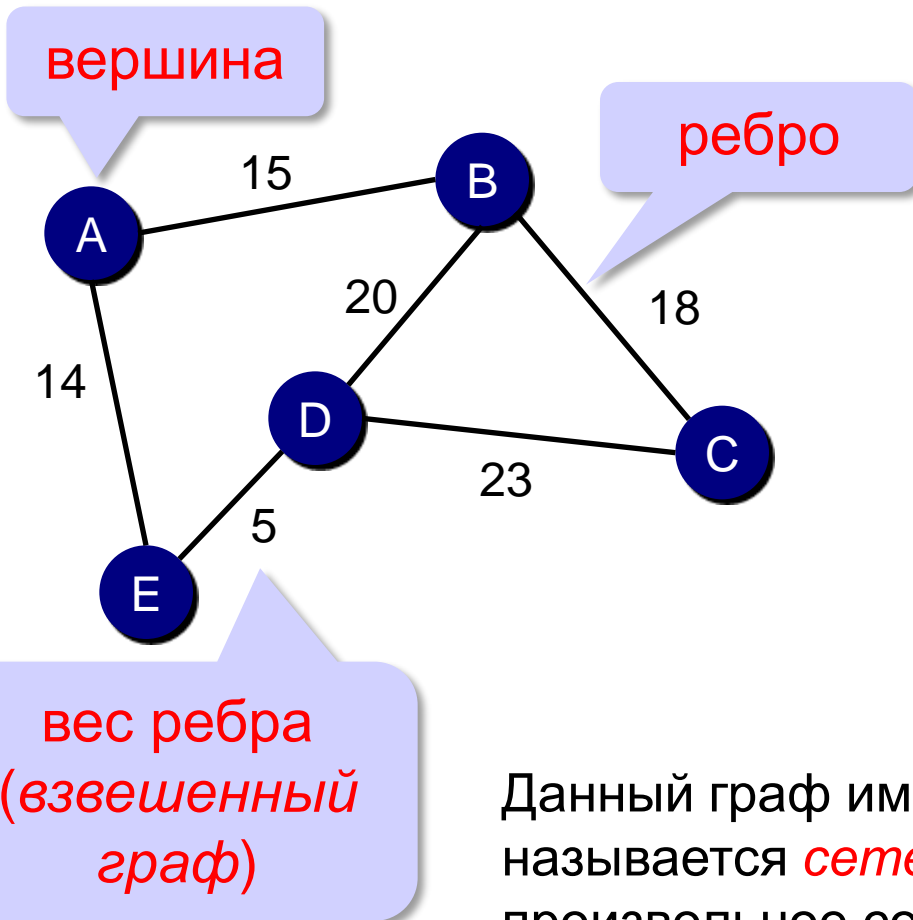 вершина
ребро
15
B
A
20
18
14
D
C
23
5
E
вес ребра
(взвешенный
граф)
Данный граф им
называется сете